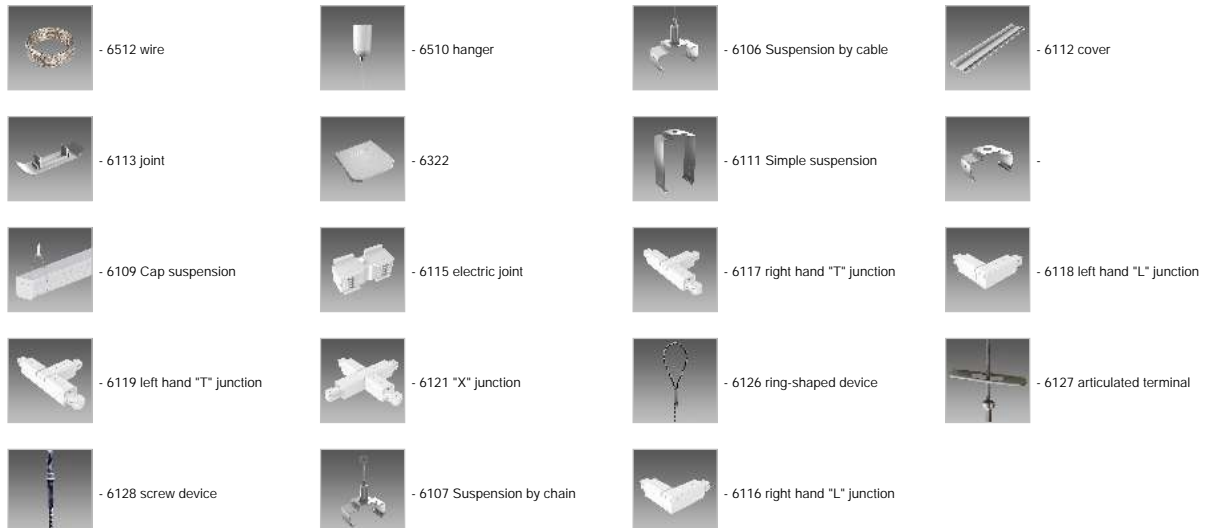 - 6512 wire
- 6510 hanger
- 6106 Suspension by cable
- 6112 cover
- 6113 joint
- 6322
- 6111 Simple suspension
-
- 6109 Cap suspension
- 6115 electric joint
- 6117 right hand "T" junction
- 6118 left hand "L" junction
- 6119 left hand "T" junction
- 6121 "X" junction
- 6126 ring-shaped device
- 6127 articulated terminal
- 6128 screw device
- 6107 Suspension by chain
- 6116 right hand "L" junction